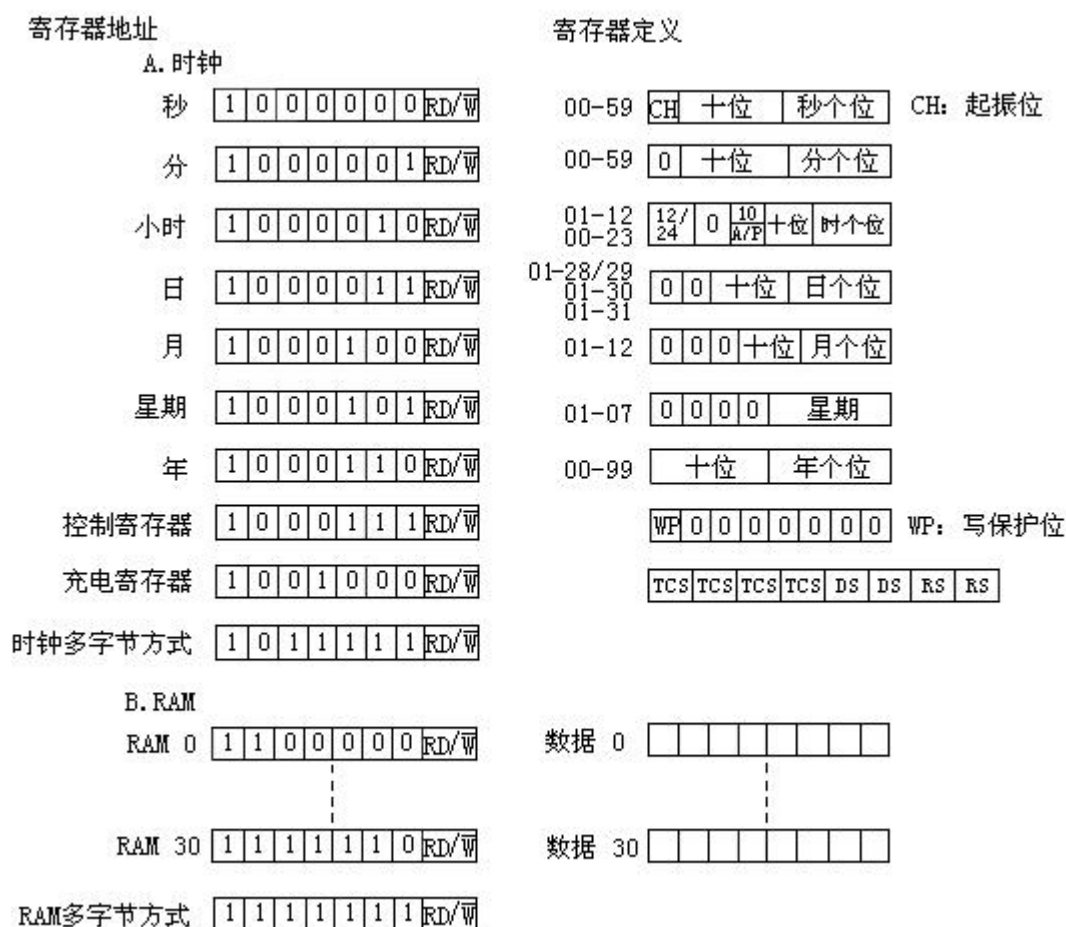 寄存器地址 寄存器定义
A.时钟
秒 1 0 0 0 0 0 0 RD/W̅ 00-59 CH 十位 秒个位 CH: 起振位
分 1 0 0 0 0 0 1 RD/W̅ 00-59 0 十位 分个位
小时 1 0 0 0 0 1 0 RD/W̅ 01-12 00-23 12/24 0 10 A/P 十位 时个位
日 1 0 0 0 0 1 1 RD/W̅ 01-28/29 01-30 01-31 0 0 十位 日个位
月 1 0 0 0 1 0 0 RD/W̅ 01-12 0 0 0 十位 月个位
星期 1 0 0 0 1 0 1 RD/W̅ 01-07 0 0 0 0 星期
年 1 0 0 0 1 1 0 RD/W̅ 00-99 十位 年个位
控制寄存器 1 0 0 0 1 1 1 RD/W̅ WP 0 0 0 0 0 0 0 WP: 写保护位
充电寄存器 1 0 0 1 0 0 0 RD/W̅ TCS TCS TCS TCS DS DS RS RS
时钟多字节方式 1 0 1 1 1 1 1 RD/W̅
B.RAM
RAM 0 1 1 0 0 0 0 0 RD/W̅ 数据 0
RAM 30 1 1 1 1 1 1 0 RD/W̅ 数据 30
RAM多字节方式 1 1 1 1 1 1 1 RD/W̅